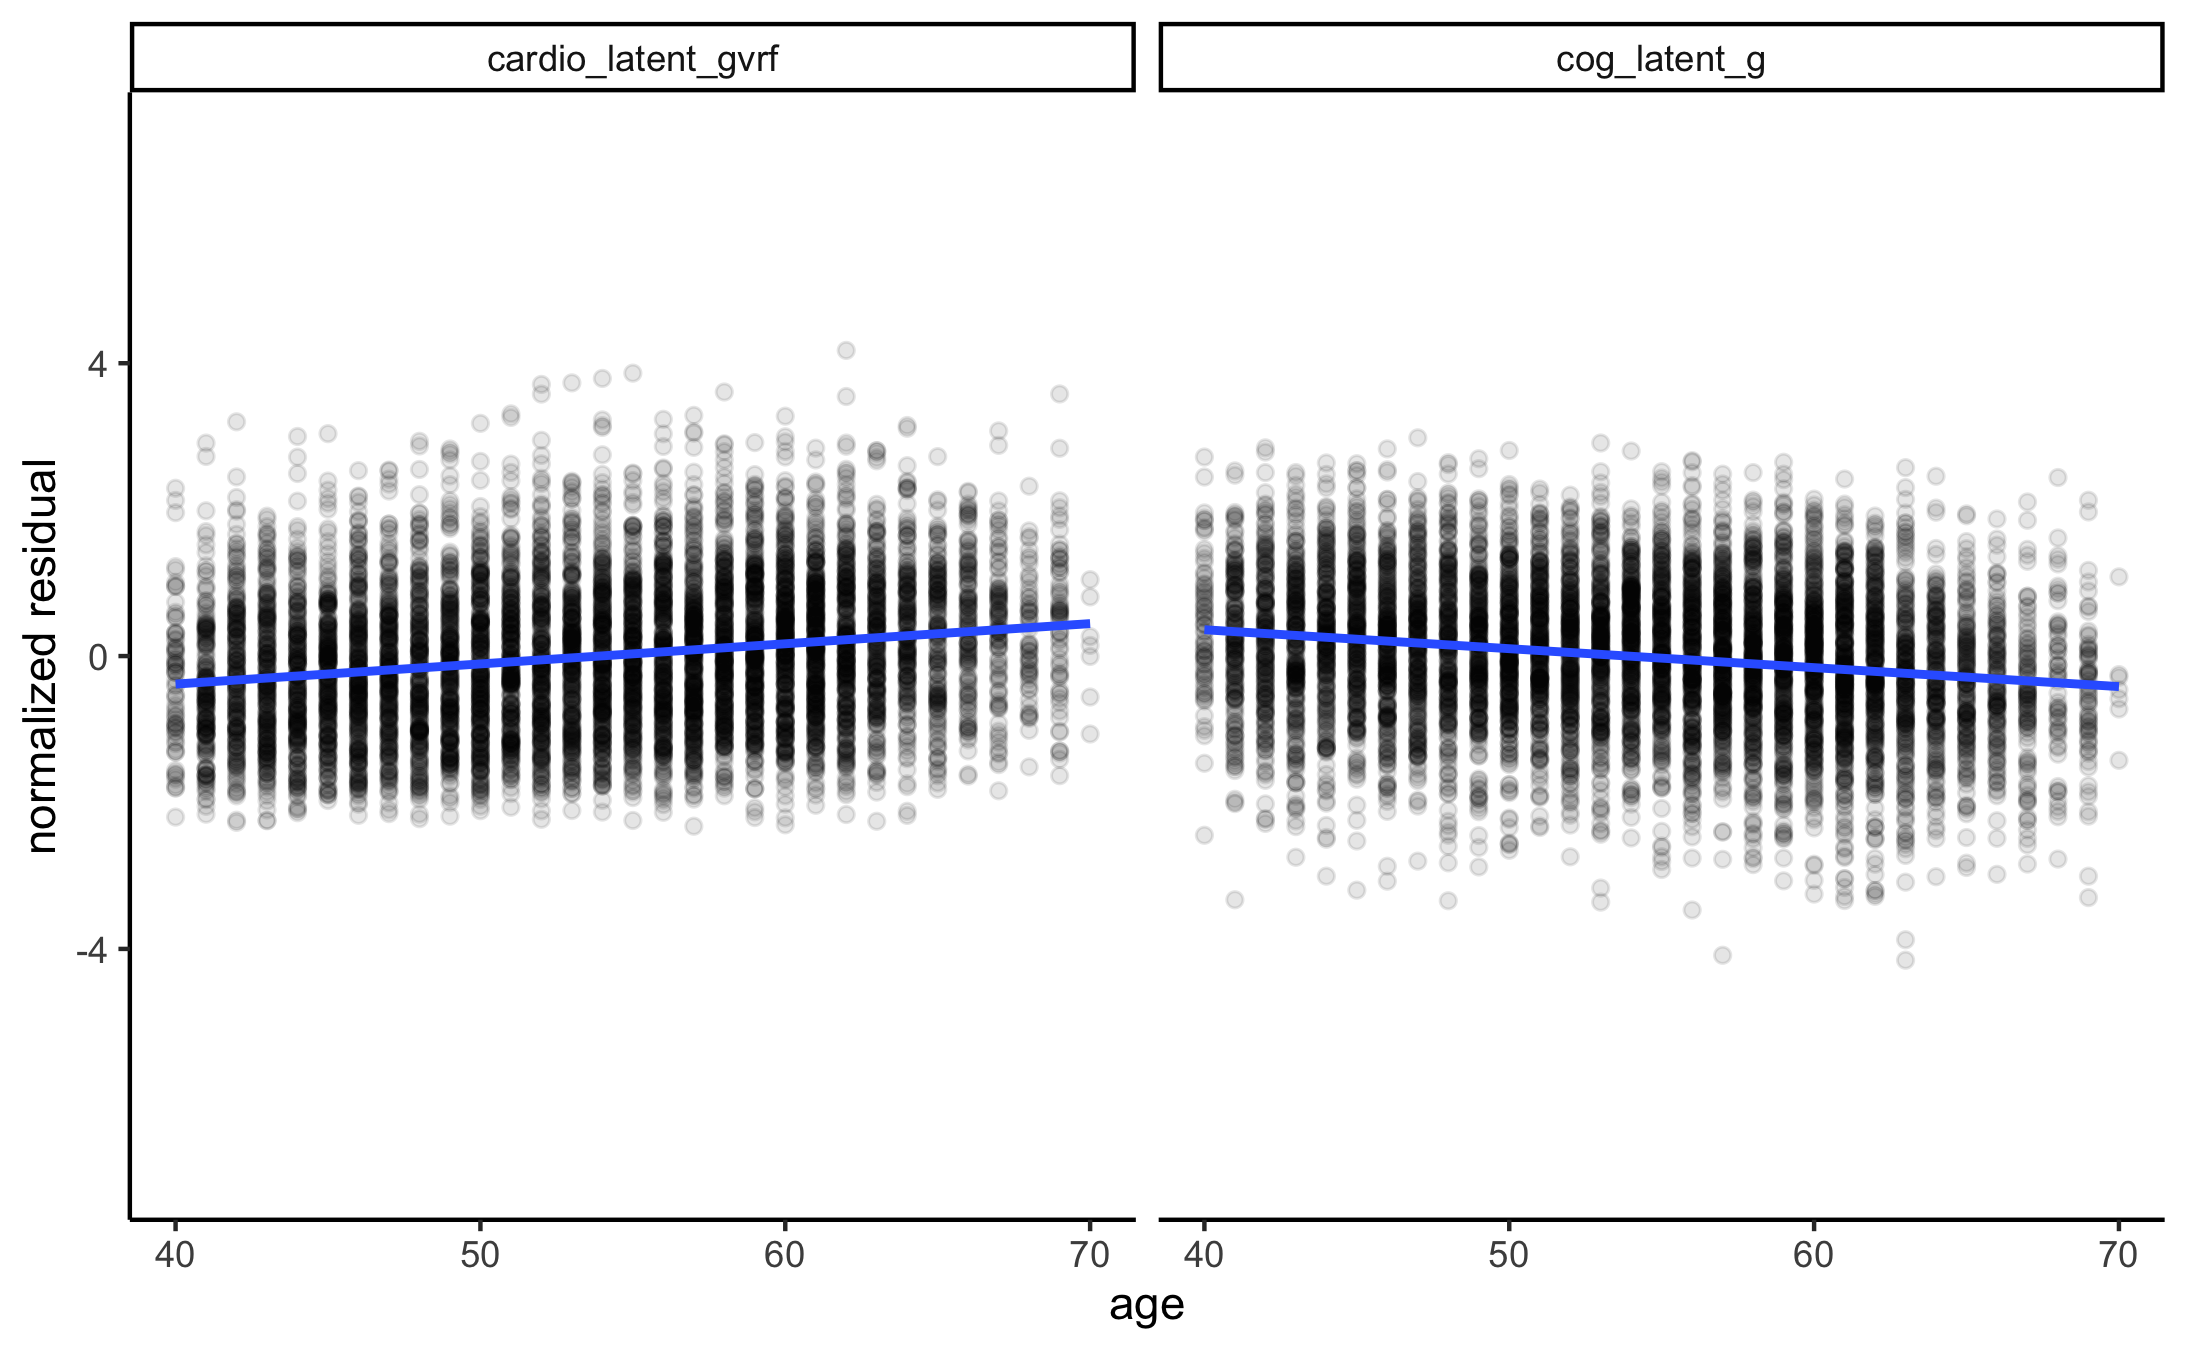 cardio_latent_gvrf
cog_latent_g
normalized residual
4
0
-4
40 50 60 70
40 50 60 70
age